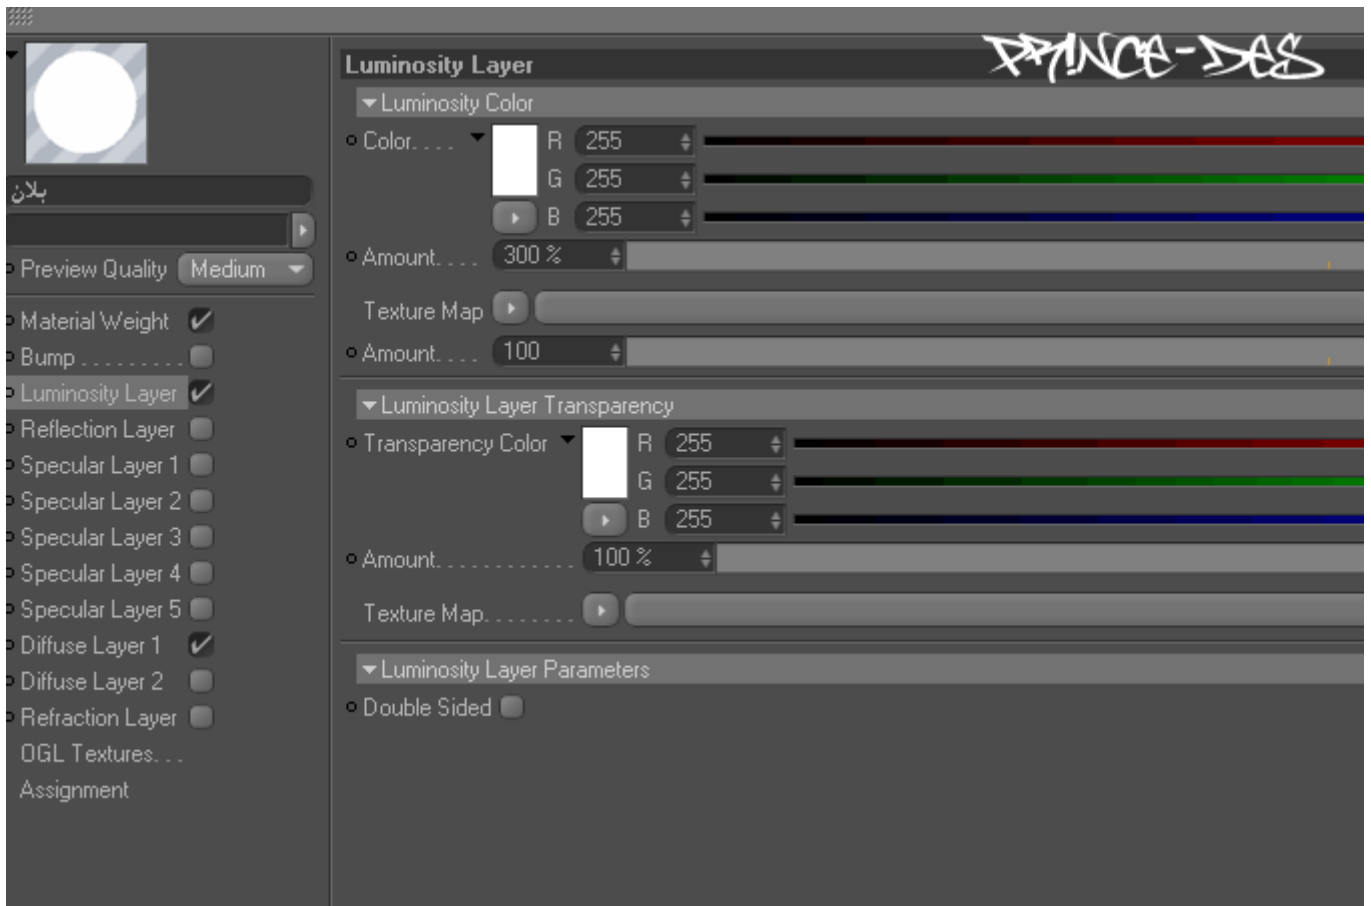 PRINCE-DES
Luminosity Layer
Luminosity Color
Color. . . . R 255
G 255
B 255
Amount. . . . 300 %
Texture Map
Amount. . . . 100
Luminosity Layer Transparency
Transparency Color R 255
G 255
B 255
Amount. . . . . . . . . . . . 100 %
Texture Map. . . . . . . .
Luminosity Layer Parameters
Double Sided
بلان
Preview Quality Medium
Material Weight
Bump . . . . . . . . .
Luminosity Layer
Reflection Layer
Specular Layer 1
Specular Layer 2
Specular Layer 3
Specular Layer 4
Specular Layer 5
Diffuse Layer 1
Diffuse Layer 2
Refraction Layer
OGL Textures. . .
Assignment